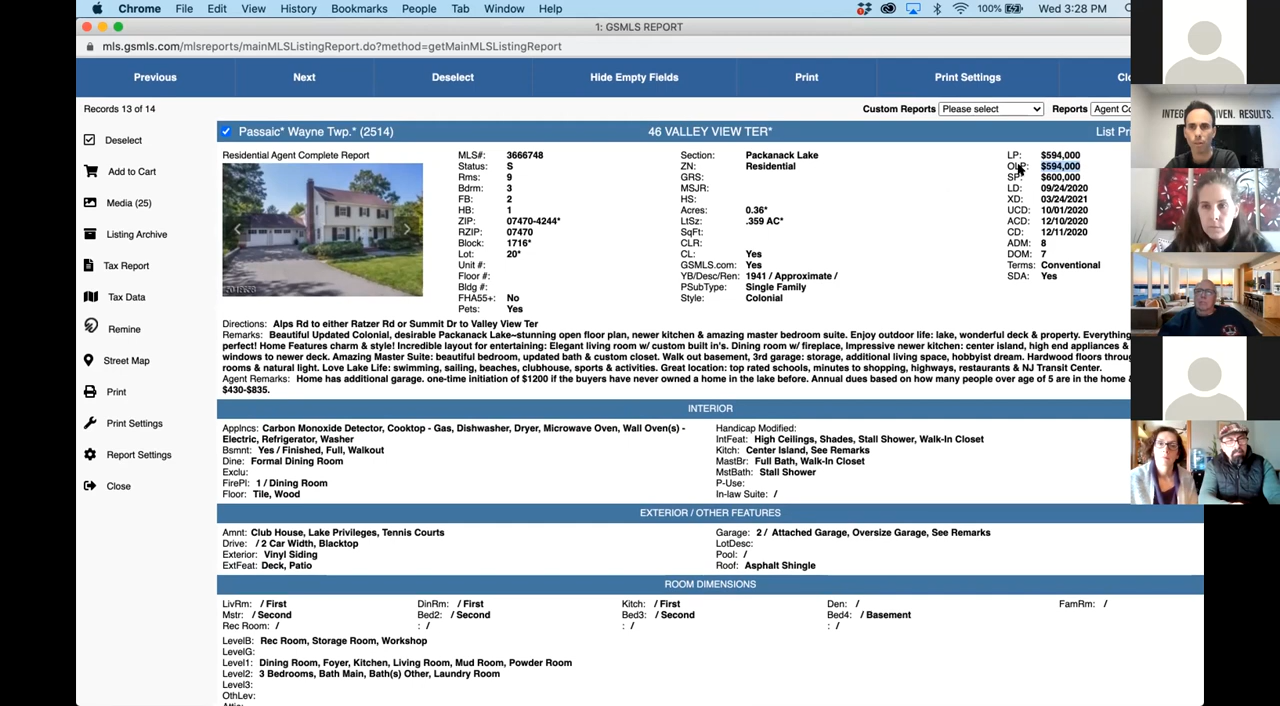 Chrome File Edit View History Bookmarks People Tab Window Help 100% Wed 3:28 PM
1: GSMLS REPORT
mls.gsmls.com/mlsreports/mainMLSListingReport.do?method=getMainMLSListingReport
Previous Next Deselect Hide Empty Fields Print Print Settings Clo
Records 13 of 14 Custom Reports Please select Reports Agent Co
Deselect
Add to Cart
Media (25)
Listing Archive
Tax Report
Tax Data
Remine
Street Map
Print
Print Settings
Report Settings
Close
Passaic* Wayne Twp.* (2514) 46 VALLEY VIEW TER* List Pri
Residential Agent Complete Report
MLS#: 3666748
Status: S
Rms: 9
Bdrm: 3
FB: 2
HB: 1
ZIP: 07470-4244*
RZIP: 07470
Block: 1716*
Lot: 20*
Unit #:
Floor #:
Bldg #:
FHA55+: No
Pets: Yes
Section: Packanack Lake
ZN: Residential
GRS:
MSJR:
HS:
Acres: 0.36*
LtSz: .359 AC*
SqFt:
CLR:
CL: Yes
GSMLS.com: Yes
YB/Desc/Ren: 1941 / Approximate /
PSubType: Single Family
Style: Colonial
LP: $594,000
OLP: $594,000
SP: $600,000
LD: 09/24/2020
XD: 03/24/2021
UCD: 10/01/2020
ACD: 12/10/2020
CD: 12/11/2020
ADM: 8
DOM: 7
Terms: Conventional
SDA: Yes
Directions: Alps Rd to either Ratzer Rd or Summit Dr to Valley View Ter
Remarks: Beautiful Updated Colonial, desirable Packanack Lake–stunning open floor plan, newer kitchen & amazing master bedroom suite. Enjoy outdoor life: lake, wonderful deck & property. Everything
perfect! Home Features charm & style! Incredible layout for entertaining: Elegant living room w/ custom built in's. Dining room w/ fireplace, Impressive newer kitchen: center island, high end appliances &
windows to newer deck. Amazing Master Suite: beautiful bedroom, updated bath & custom closet. Walk out basement, 3rd garage: storage, additional living space, hobbyist dream. Hardwood floors throu
rooms & natural light. Love Lake Life: swimming, sailing, beaches, clubhouse, sports & activities. Great location: top rated schools, minutes to shopping, highways, restaurants & NJ Transit Center.
Agent Remarks: Home has additional garage. one-time initiation of $1200 if the buyers have never owned a home in the lake before. Annual dues based on how many people over age of 5 are in the home &
$430-$835.
INTERIOR
Applncs: Carbon Monoxide Detector, Cooktop - Gas, Dishwasher, Dryer, Microwave Oven, Wall Oven(s) -
Electric, Refrigerator, Washer
Bsmnt: Yes / Finished, Full, Walkout
Dine: Formal Dining Room
Exclu:
FirePl: 1 / Dining Room
Floor: Tile, Wood
Handicap Modified:
IntFeat: High Ceilings, Shades, Stall Shower, Walk-In Closet
Kitch: Center Island, See Remarks
MastBr: Full Bath, Walk-In Closet
MstBath: Stall Shower
P-Use:
In-law Suite: /
EXTERIOR / OTHER FEATURES
Amnt: Club House, Lake Privileges, Tennis Courts
Drive: / 2 Car Width, Blacktop
Exterior: Vinyl Siding
ExtFeat: Deck, Patio
Garage: 2 / Attached Garage, Oversize Garage, See Remarks
LotDesc:
Pool: /
Roof: Asphalt Shingle
ROOM DIMENSIONS
LivRm: / First DinRm: / First Kitch: / First Den: / FamRm: /
Mstr: / Second Bed2: / Second Bed3: / Second Bed4: / Basement
Rec Room: / : / : / : /
LevelB: Rec Room, Storage Room, Workshop
LevelG:
Level1: Dining Room, Foyer, Kitchen, Living Room, Mud Room, Powder Room
Level2: 3 Bedrooms, Bath Main, Bath(s) Other, Laundry Room
Level3:
OthLev: